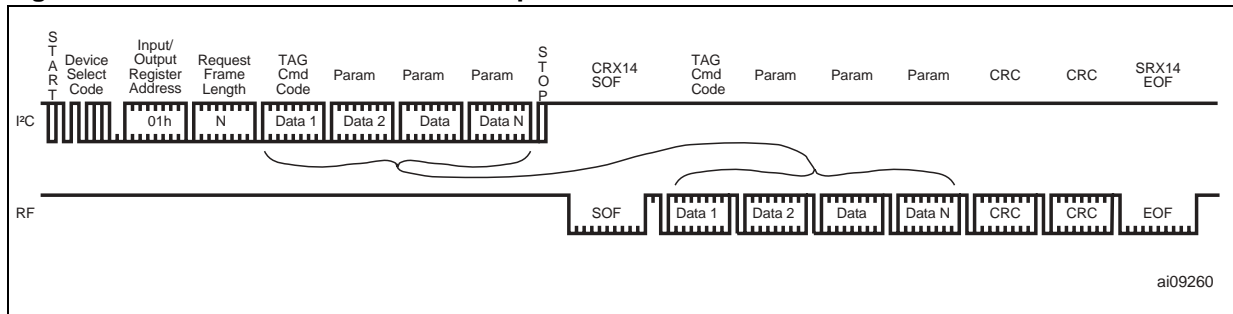 START
Device Select Code
Input/ Output Register Address
Request Frame Length
TAG Cmd Code
Param
Param
Param
STOP
CRX14 SOF
TAG Cmd Code
Param
Param
Param
CRC
CRC
SRX14 EOF
I²C
01h
N
Data 1
Data 2
Data
Data N
RF
SOF
Data 1
Data 2
Data
Data N
CRC
CRC
EOF
ai09260